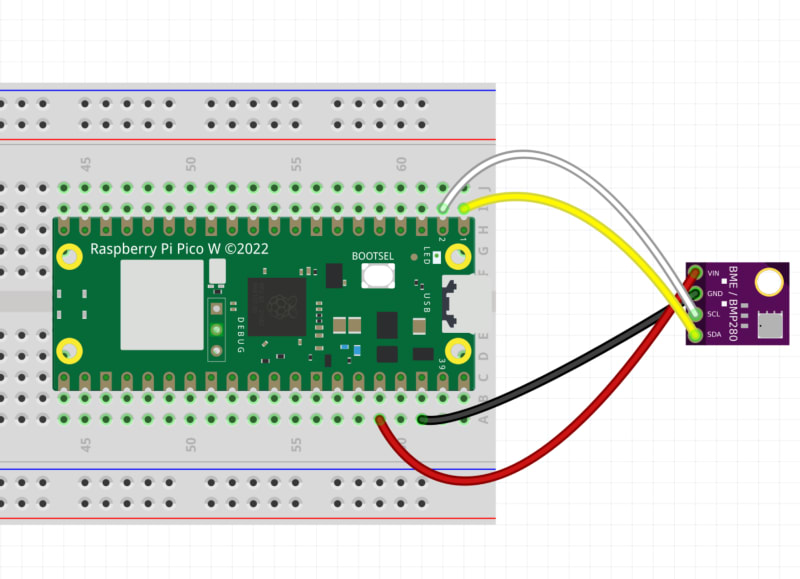 45
50
55
60
J
I
H
G
F
2
1
Raspberry Pi Pico W ©2022
BOOTSEL
LED
USB
DEBUG
39
E
D
C
B
A
45
50
55
VIN
GND
SCL
SDA
BME / BMP280